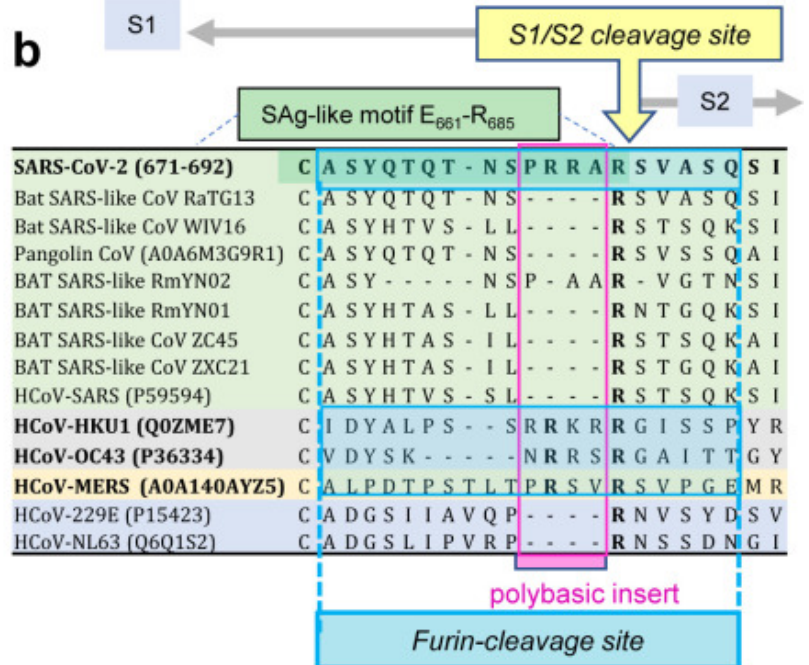 b
S1
S1/S2 cleavage site
S2
SAg-like motif E661-R685
SARS-CoV-2 (671-692) C A S Y Q T Q T - N S P R R A R S V A S Q S I
Bat SARS-like CoV RaTG13 C A S Y Q T Q T - N S - - - - R S V A S Q S I
Bat SARS-like CoV WIV16 C A S Y H T V S - L L - - - - R S T S Q K S I
Pangolin CoV (A0A6M3G9R1) C A S Y Q T Q T - N S - - - - R S V S S Q A I
BAT SARS-like RmYN02 C A S Y - - - - - N S P - A A R - V G T N S I
BAT SARS-like RmYN01 C A S Y H T A S - L L - - - - R N T G Q K S I
BAT SARS-like CoV ZC45 C A S Y H T A S - I L - - - - R S T S Q K A I
BAT SARS-like CoV ZXC21 C A S Y H T A S - I L - - - - R S T G Q K A I
HCoV-SARS (P59594) C A S Y H T V S - S L - - - - R S T S Q K S I
HCoV-HKU1 (Q0ZME7) C I D Y A L P S - - S R R K R R G I S S P Y R
HCoV-OC43 (P36334) C V D Y S K - - - - - N R R S R G A I T T G Y
HCoV-MERS (A0A140AYZ5) C A L P D T P S T L T P R S V R S V P G E M R
HCoV-229E (P15423) C A D G S I I A V Q P - - - - R N V S Y D S V
HCoV-NL63 (Q6Q1S2) C A D G S L I P V R P - - - - R N S S D N G I
polybasic insert
Furin-cleavage site